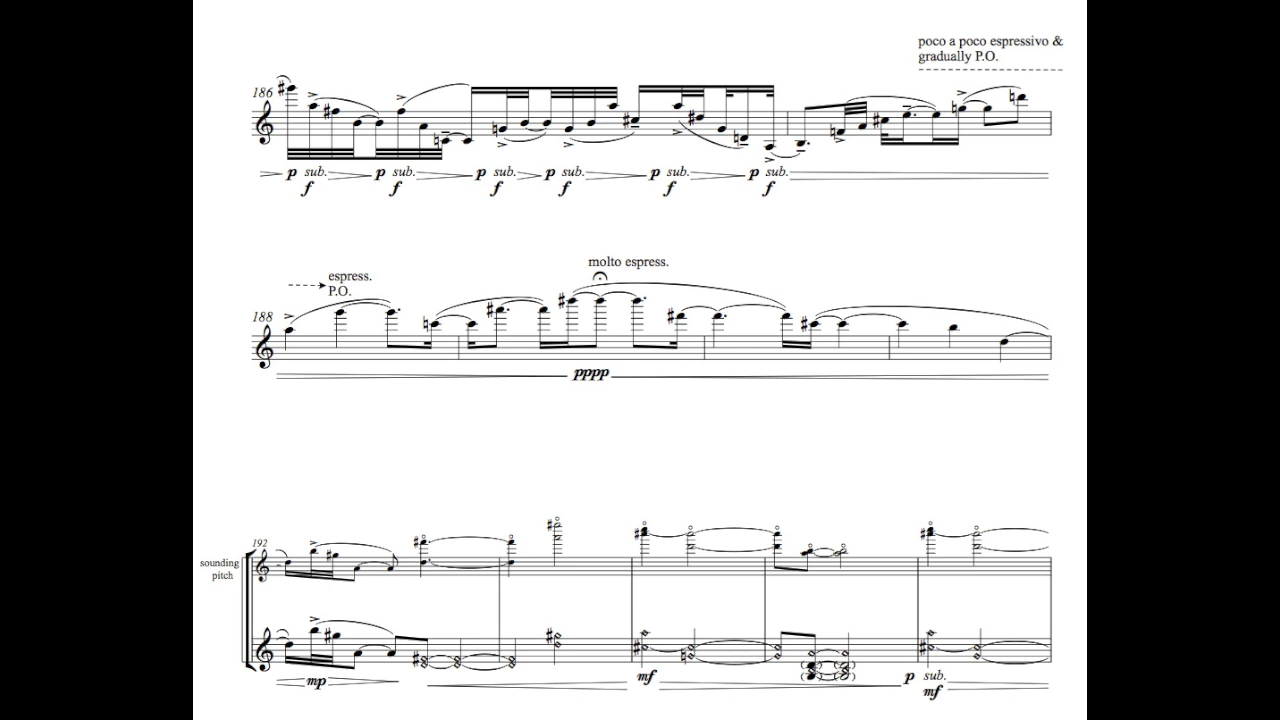 poco a poco espressivo &
gradually P.O.
186
p sub. p sub. p sub. p sub. p sub. p sub.
f f f f f f
molto espress.
espress.
P.O.
188
pppp
192
sounding
pitch
mp mf p sub.
mf